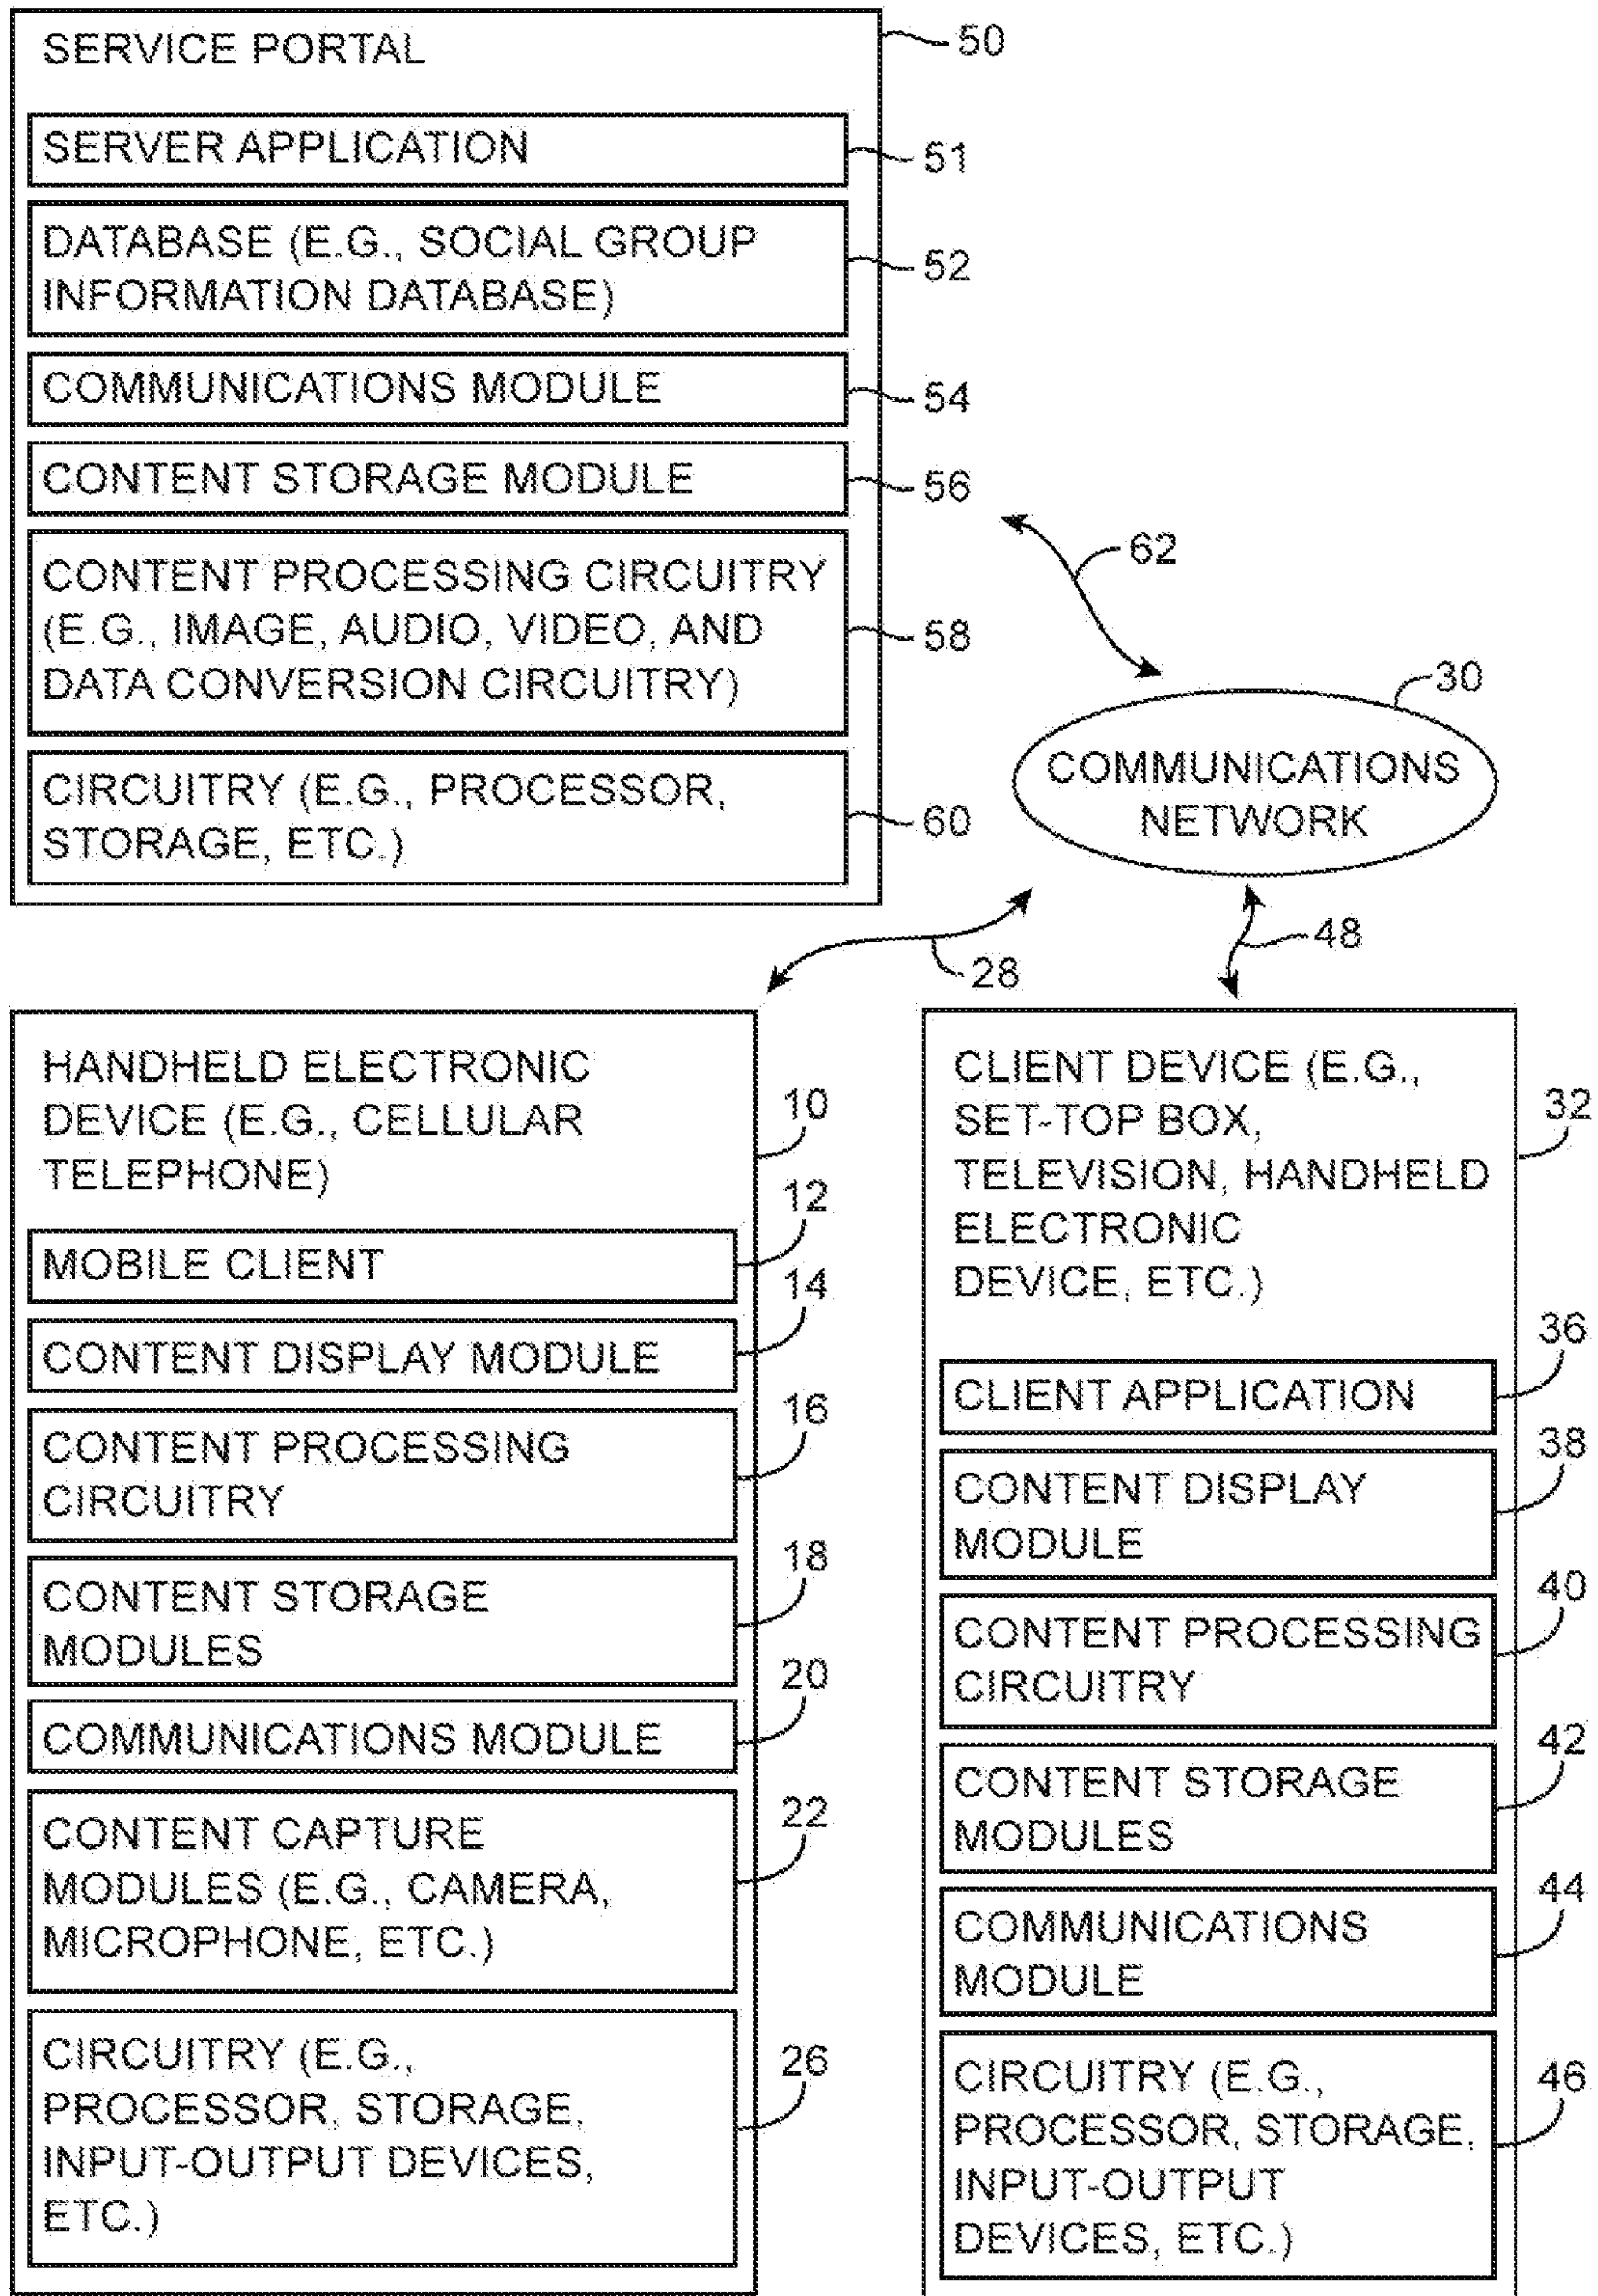 SERVICE PORTAL
50
SERVER APPLICATION
51
DATABASE (E.G., SOCIAL GROUP
INFORMATION DATABASE)
52
COMMUNICATIONS MODULE
54
CONTENT STORAGE MODULE
56
CONTENT PROCESSING CIRCUITRY
(E.G., IMAGE, AUDIO, VIDEO, AND
DATA CONVERSION CIRCUITRY)
58
CIRCUITRY (E.G., PROCESSOR,
STORAGE, ETC.)
60
62
30
COMMUNICATIONS
NETWORK
28
48
HANDHELD ELECTRONIC
DEVICE (E.G., CELLULAR
TELEPHONE)
10
MOBILE CLIENT
12
CONTENT DISPLAY MODULE
14
CONTENT PROCESSING
CIRCUITRY
16
CONTENT STORAGE
MODULES
18
COMMUNICATIONS MODULE
20
CONTENT CAPTURE
MODULES (E.G., CAMERA,
MICROPHONE, ETC.)
22
CIRCUITRY (E.G.,
PROCESSOR, STORAGE,
INPUT-OUTPUT DEVICES,
ETC.)
26
CLIENT DEVICE (E.G.,
SET-TOP BOX,
TELEVISION, HANDHELD
ELECTRONIC
DEVICE, ETC.)
32
CLIENT APPLICATION
36
CONTENT DISPLAY
MODULE
38
CONTENT PROCESSING
CIRCUITRY
40
CONTENT STORAGE
MODULES
42
COMMUNICATIONS
MODULE
44
CIRCUITRY (E.G.,
PROCESSOR, STORAGE,
INPUT-OUTPUT
DEVICES, ETC.)
46